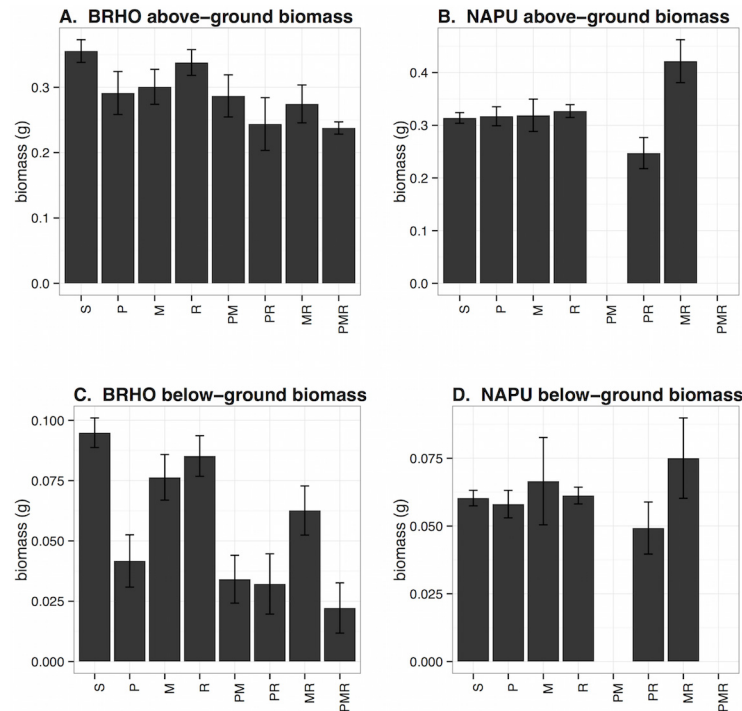 A. BRHO above−ground biomass
biomass (g)
0.3
0.2
0.1
0.0
S P M R PM PR MR PMR
B. NAPU above−ground biomass
biomass (g)
0.4
0.3
0.2
0.1
0.0
S P M R PM PR MR PMR
C. BRHO below−ground biomass
biomass (g)
0.100
0.075
0.050
0.025
0.000
S P M R PM PR MR PMR
D. NAPU below−ground biomass
biomass (g)
0.075
0.050
0.025
0.000
S P M R PM PR MR PMR